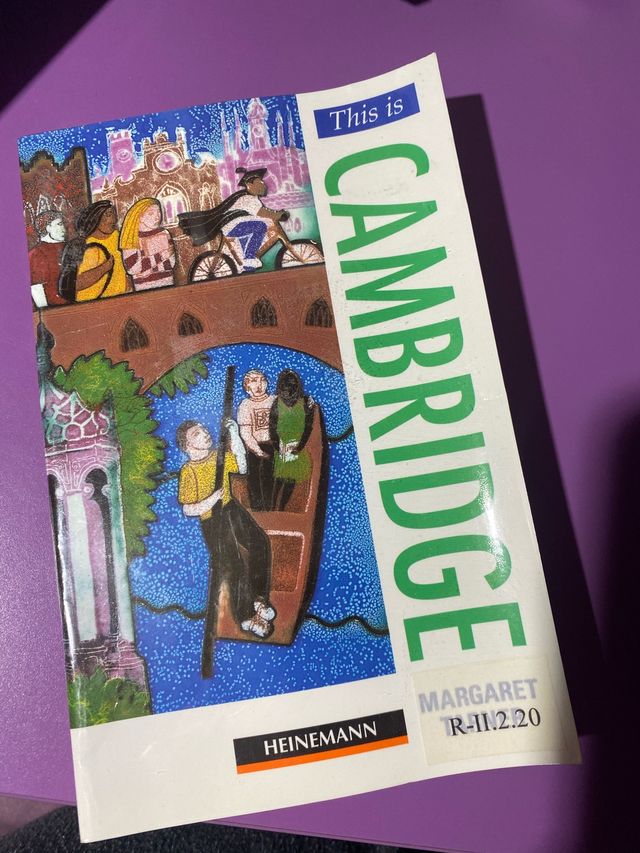 This is
CAMBRIDGE
MARGARET
R-II.2.20
HEINEMANN